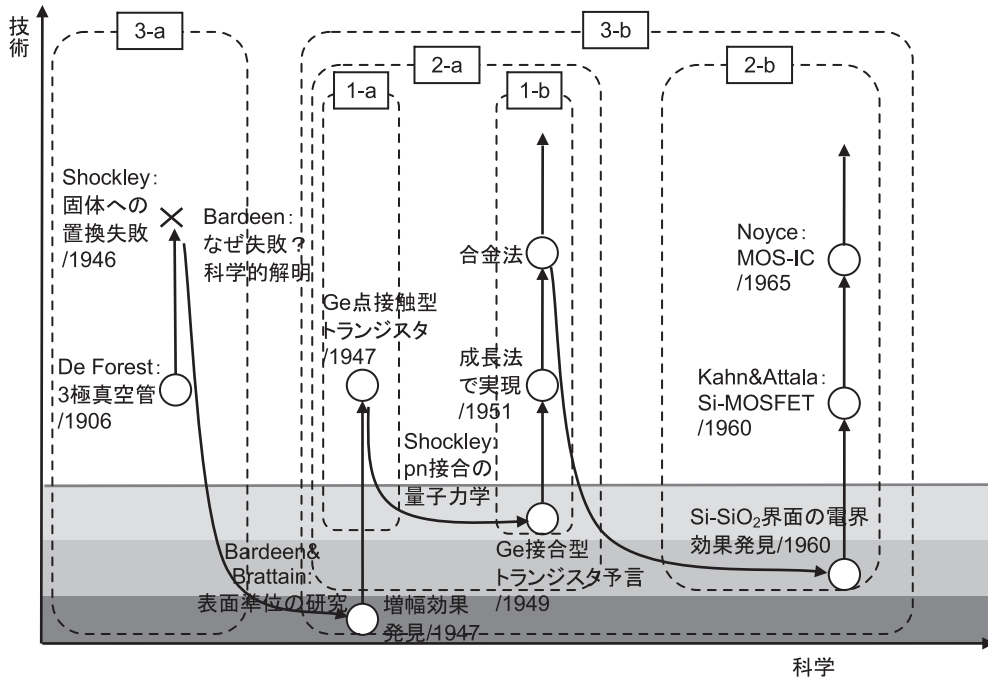 技
術
3-a
3-b
2-a
2-b
1-a
1-b
Shockley：
固体への
置換失敗
/1946
Bardeen：
なぜ失敗？
科学的解明
De Forest：
3極真空管
/1906
Ge点接触型
トランジスタ
/1947
合金法
成長法
で実現
/1951
Shockley:
pn接合の
量子力学
Noyce：
MOS-IC
/1965
Kahn&Attala：
Si-MOSFET
/1960
Si-SiO₂界面の電界
効果発見/1960
Bardeen&
Brattain:
表面準位の研究
増幅効果
発見/1947
Ge接合型
トランジスタ予言
/1949
科学